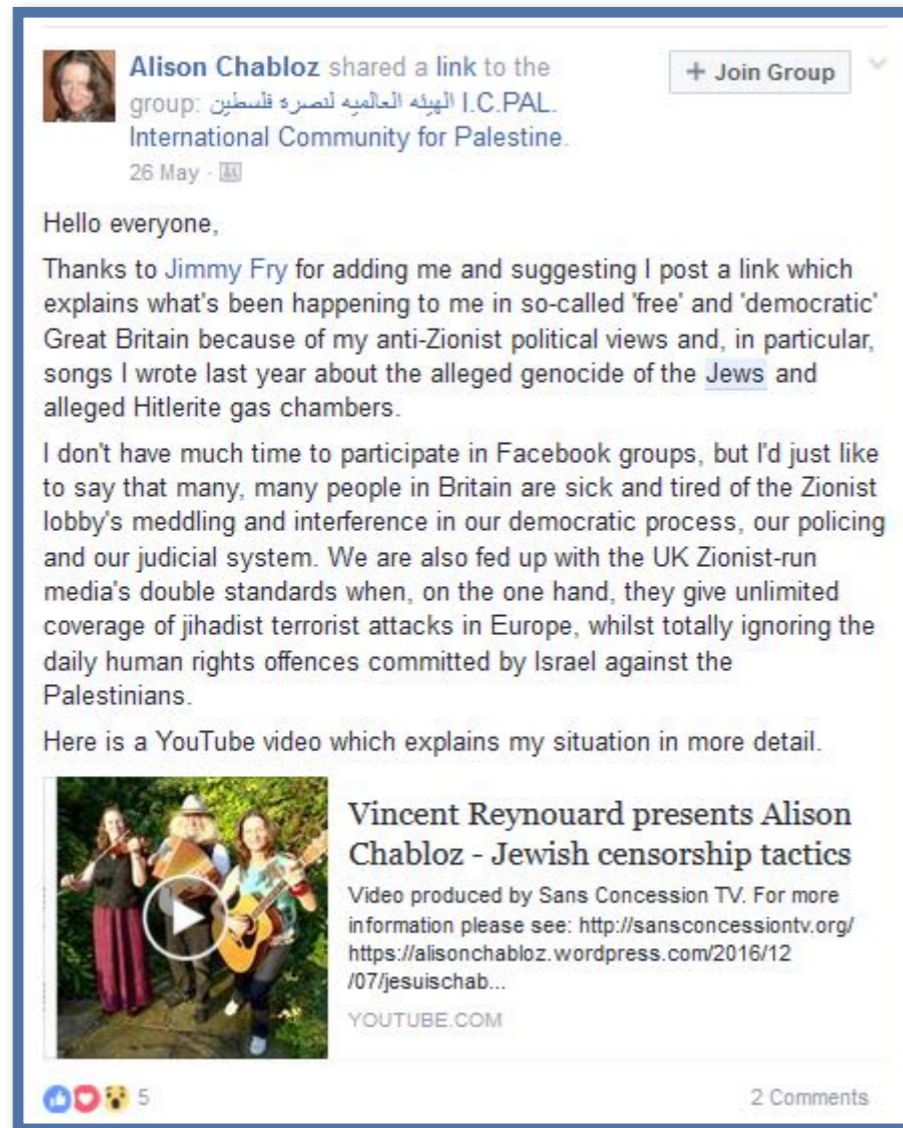 Alison Chabloz shared a link to the
group: الهيئه العالميه لنصره فلسطين I.C.PAL.
International Community for Palestine.
26 May ·
+ Join Group
Hello everyone,
Thanks to Jimmy Fry for adding me and suggesting I post a link which
explains what's been happening to me in so-called 'free' and 'democratic'
Great Britain because of my anti-Zionist political views and, in particular,
songs I wrote last year about the alleged genocide of the Jews and
alleged Hitlerite gas chambers.
I don't have much time to participate in Facebook groups, but I'd just like
to say that many, many people in Britain are sick and tired of the Zionist
lobby's meddling and interference in our democratic process, our policing
and our judicial system. We are also fed up with the UK Zionist-run
media's double standards when, on the one hand, they give unlimited
coverage of jihadist terrorist attacks in Europe, whilst totally ignoring the
daily human rights offences committed by Israel against the
Palestinians.
Here is a YouTube video which explains my situation in more detail.
Vincent Reynouard presents Alison
Chabloz - Jewish censorship tactics
Video produced by Sans Concession TV. For more
information please see: http://sansconcessiontv.org/
https://alisonchabloz.wordpress.com/2016/12
/07/jesuischab...
YOUTUBE.COM
5
2 Comments